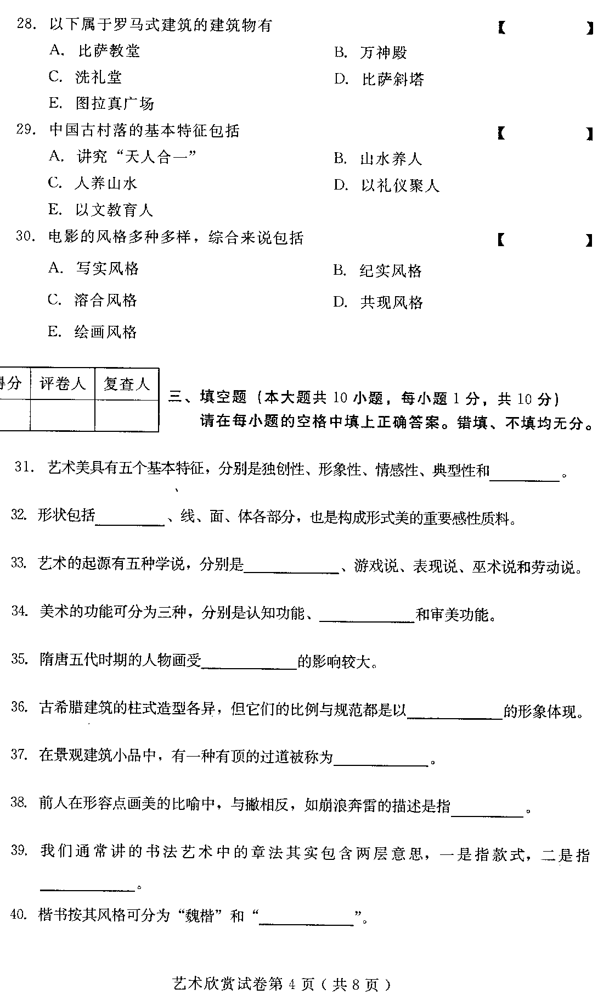 28. 以下属于罗马式建筑的建筑物有 【 】
A. 比萨教堂 B. 万神殿
C. 洗礼堂 D. 比萨斜塔
E. 图拉真广场
29. 中国古村落的基本特征包括 【 】
A. 讲究“天人合一” B. 山水养人
C. 人养山水 D. 以礼仪聚人
E. 以文教育人
30. 电影的风格多种多样，综合来说包括 【 】
A. 写实风格 B. 纪实风格
C. 溶合风格 D. 共现风格
E. 绘画风格
得分 评卷人 复查人
三、填空题（本大题共 10 小题，每小题 1 分，共 10 分）
请在每小题的空格中填上正确答案。错填、不填均无分。
31. 艺术美具有五个基本特征，分别是独创性、形象性、情感性、典型性和________。
32. 形状包括________、线、面、体各部分，也是构成形式美的重要感性质料。
33. 艺术的起源有五种学说，分别是________、游戏说、表现说、巫术说和劳动说。
34. 美术的功能可分为三种，分别是认知功能、________和审美功能。
35. 隋唐五代时期的人物画受________的影响较大。
36. 古希腊建筑的柱式造型各异，但它们的比例与规范都是以________的形象体现。
37. 在景观建筑小品中，有一种有顶的过道被称为________。
38. 前人在形容点画美的比喻中，与撇相反，如崩浪奔雷的描述是指________。
39. 我们通常讲的书法艺术中的章法其实包含两层意思，一是指款式，二是指
________。
40. 楷书按其风格可分为“魏楷”和“________”。
艺术欣赏试卷第 4 页（共 8 页）